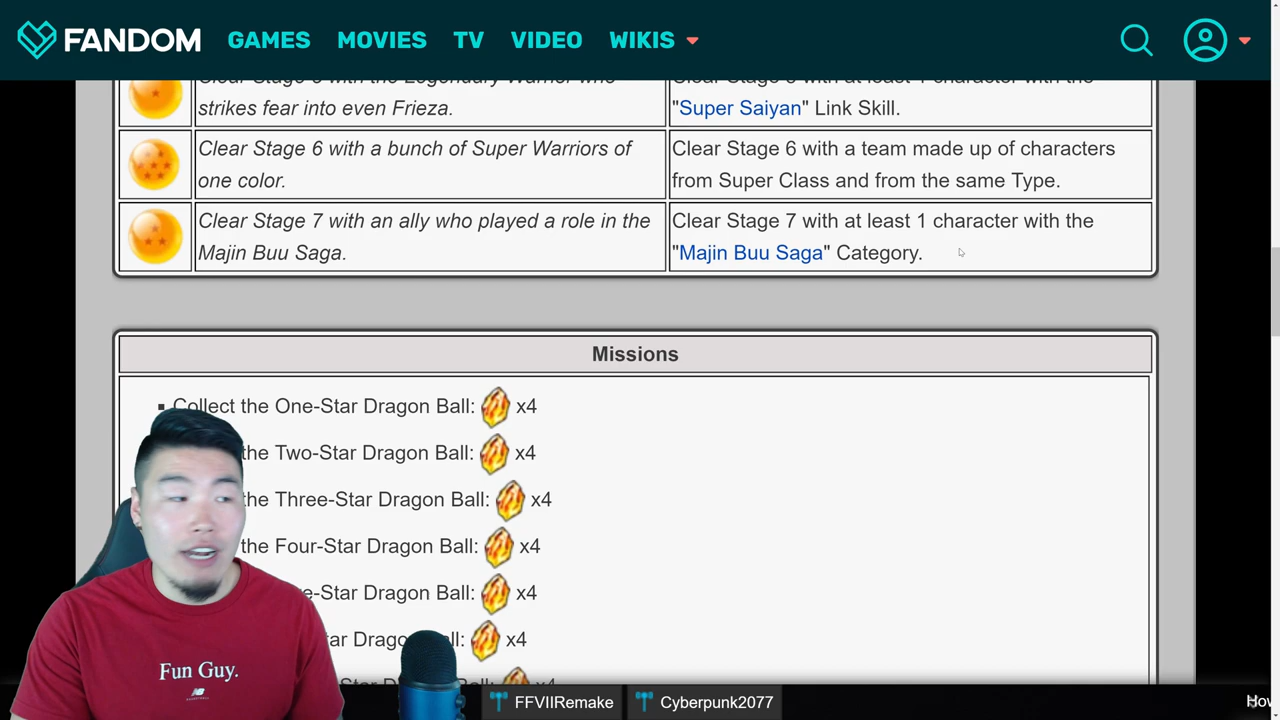 FANDOM GAMES MOVIES TV VIDEO WIKIS
strikes fear into even Frieza.
"Super Saiyan" Link Skill.
Clear Stage 6 with a bunch of Super Warriors of
one color.
Clear Stage 6 with a team made up of characters
from Super Class and from the same Type.
Clear Stage 7 with an ally who played a role in the
Majin Buu Saga.
Clear Stage 7 with at least 1 character with the
"Majin Buu Saga" Category.
Missions
Collect the One-Star Dragon Ball: x4
the Two-Star Dragon Ball: x4
the Three-Star Dragon Ball: x4
the Four-Star Dragon Ball: x4
e-Star Dragon Ball: x4
ar Drago ll: x4
Fun Guy.
FFVIIRemake
Cyberpunk2077